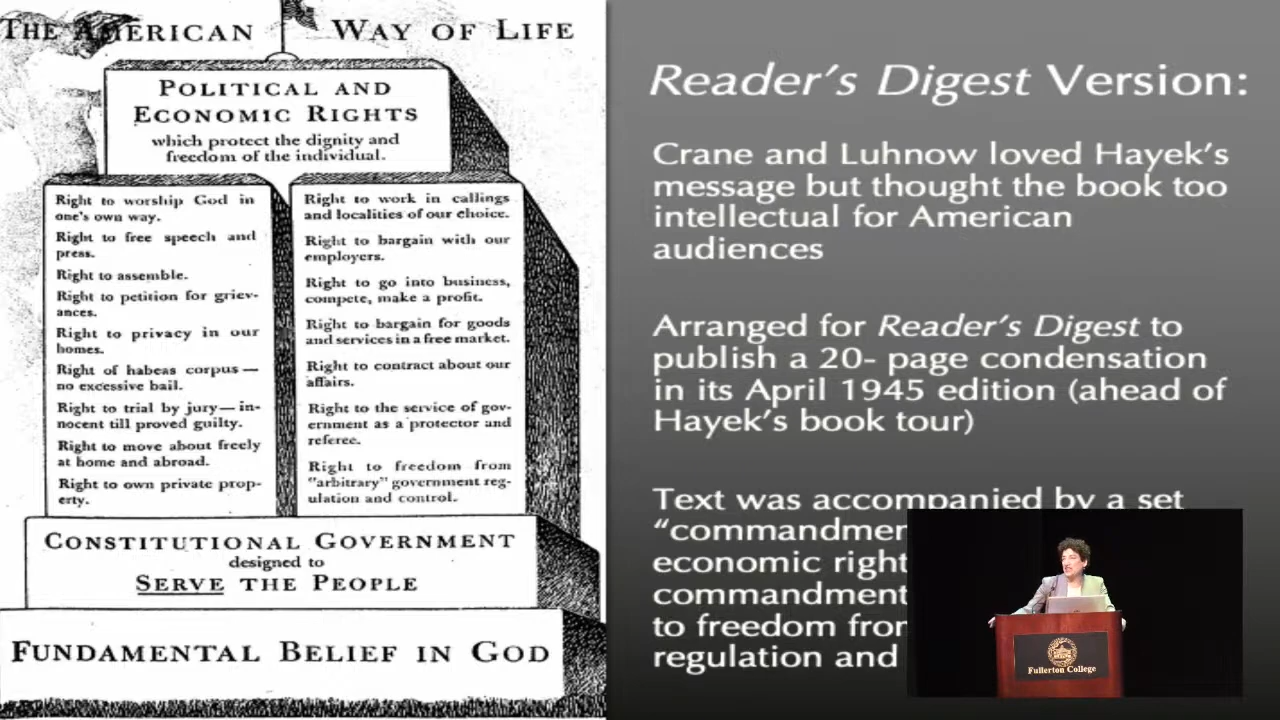 THE AMERICAN WAY OF LIFE
POLITICAL AND
ECONOMIC RIGHTS
which protect the dignity and
freedom of the individual.
Right to worship God in
one's own way.
Right to free speech and
press.
Right to assemble.
Right to petition for griev-
ances.
Right to privacy in our
homes.
Right of habeas corpus—
no excessive bail.
Right to trial by jury—in-
nocent till proved guilty.
Right to move about freely
at home and abroad.
Right to own private prop-
erty.
Right to work in callings
and localities of our choice.
Right to bargain with our
employers.
Right to go into business,
compete, make a profit.
Right to bargain for goods
and services in a free market.
Right to contract about our
affairs.
Right to the service of gov-
ernment as a protector and
referee.
Right to freedom from
"arbitrary" government reg-
ulation and control.
CONSTITUTIONAL GOVERNMENT
designed to
SERVE THE PEOPLE
FUNDAMENTAL BELIEF IN GOD
Reader's Digest Version:
Crane and Luhnow loved Hayek's
message but thought the book too
intellectual for American
audiences
Arranged for Reader's Digest to
publish a 20- page condensation
in its April 1945 edition (ahead of
Hayek's book tour)
Text was accompanied by a set
"commandmen
economic right
commandment
to freedom fro
regulation and
Fullerton College